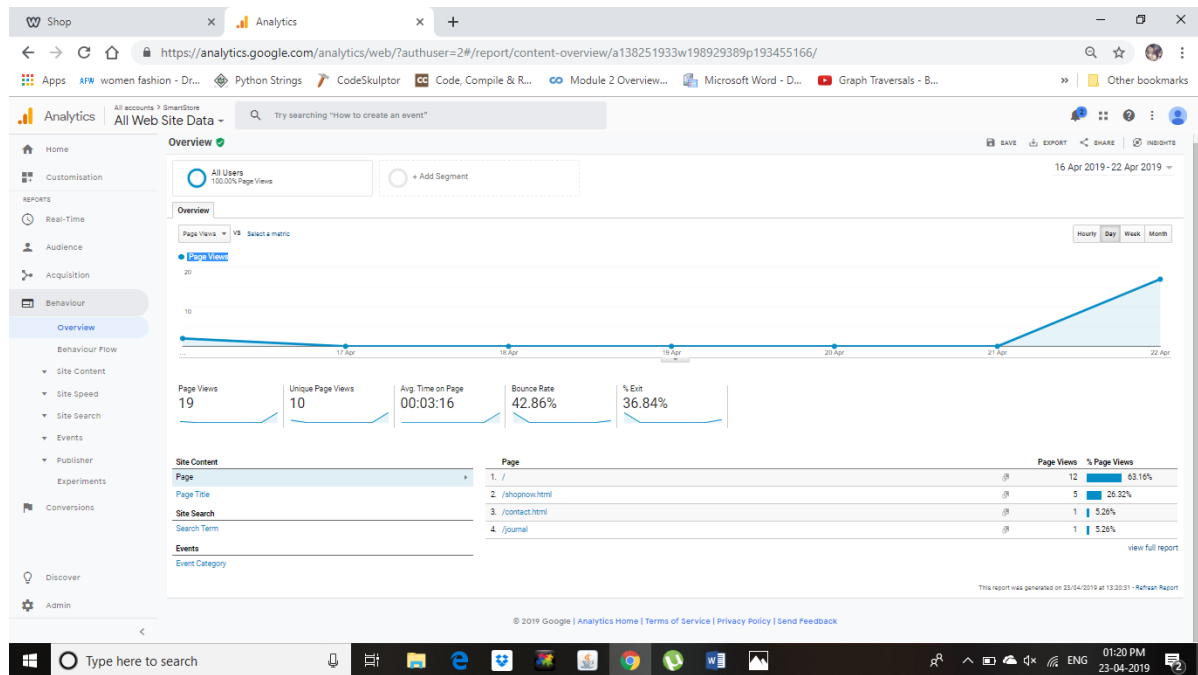 Shop
Analytics
https://analytics.google.com/analytics/web/?authuser=2#/report/content-overview/a138251933w198929389p193455166/
Apps AFW women fashion - Dr... Python Strings CodeSkulptor CC Code, Compile & R... CO Module 2 Overview... Microsoft Word - D... Graph Traversals - B... » Other bookmarks
Analytics
All accounts > SmartStore
All Web Site Data
Try searching "How to create an event"
2
Home
Customisation
REPORTS
Real-Time
Audience
Acquisition
Behaviour
Overview
Behaviour Flow
Site Content
Site Speed
Site Search
Events
Publisher
Experiments
Conversions
Discover
Admin
Overview
SAVE EXPORT SHARE INSIGHTS
All Users
100.00% Page Views
+ Add Segment
16 Apr 2019 - 22 Apr 2019
Overview
Page Views VS Select a metric
Hourly Day Week Month
Page Views
20
10
... 17 Apr 18 Apr 19 Apr 20 Apr 21 Apr 22 Apr
Page Views Unique Page Views Avg. Time on Page Bounce Rate % Exit
19 10 00:03:16 42.86% 36.84%
Site Content
Page
Page Title
Site Search
Search Term
Events
Event Category
Page Page Views % Page Views
1. / 12 63.16%
2. /shopnow.html 5 26.32%
3. /contact.html 1 5.26%
4. /journal 1 5.26%
view full report
This report was generated on 23/04/2019 at 13:20:31 - Refresh Report
© 2019 Google | Analytics Home | Terms of Service | Privacy Policy | Send Feedback
Type here to search
ENG
01:20 PM
23-04-2019
2